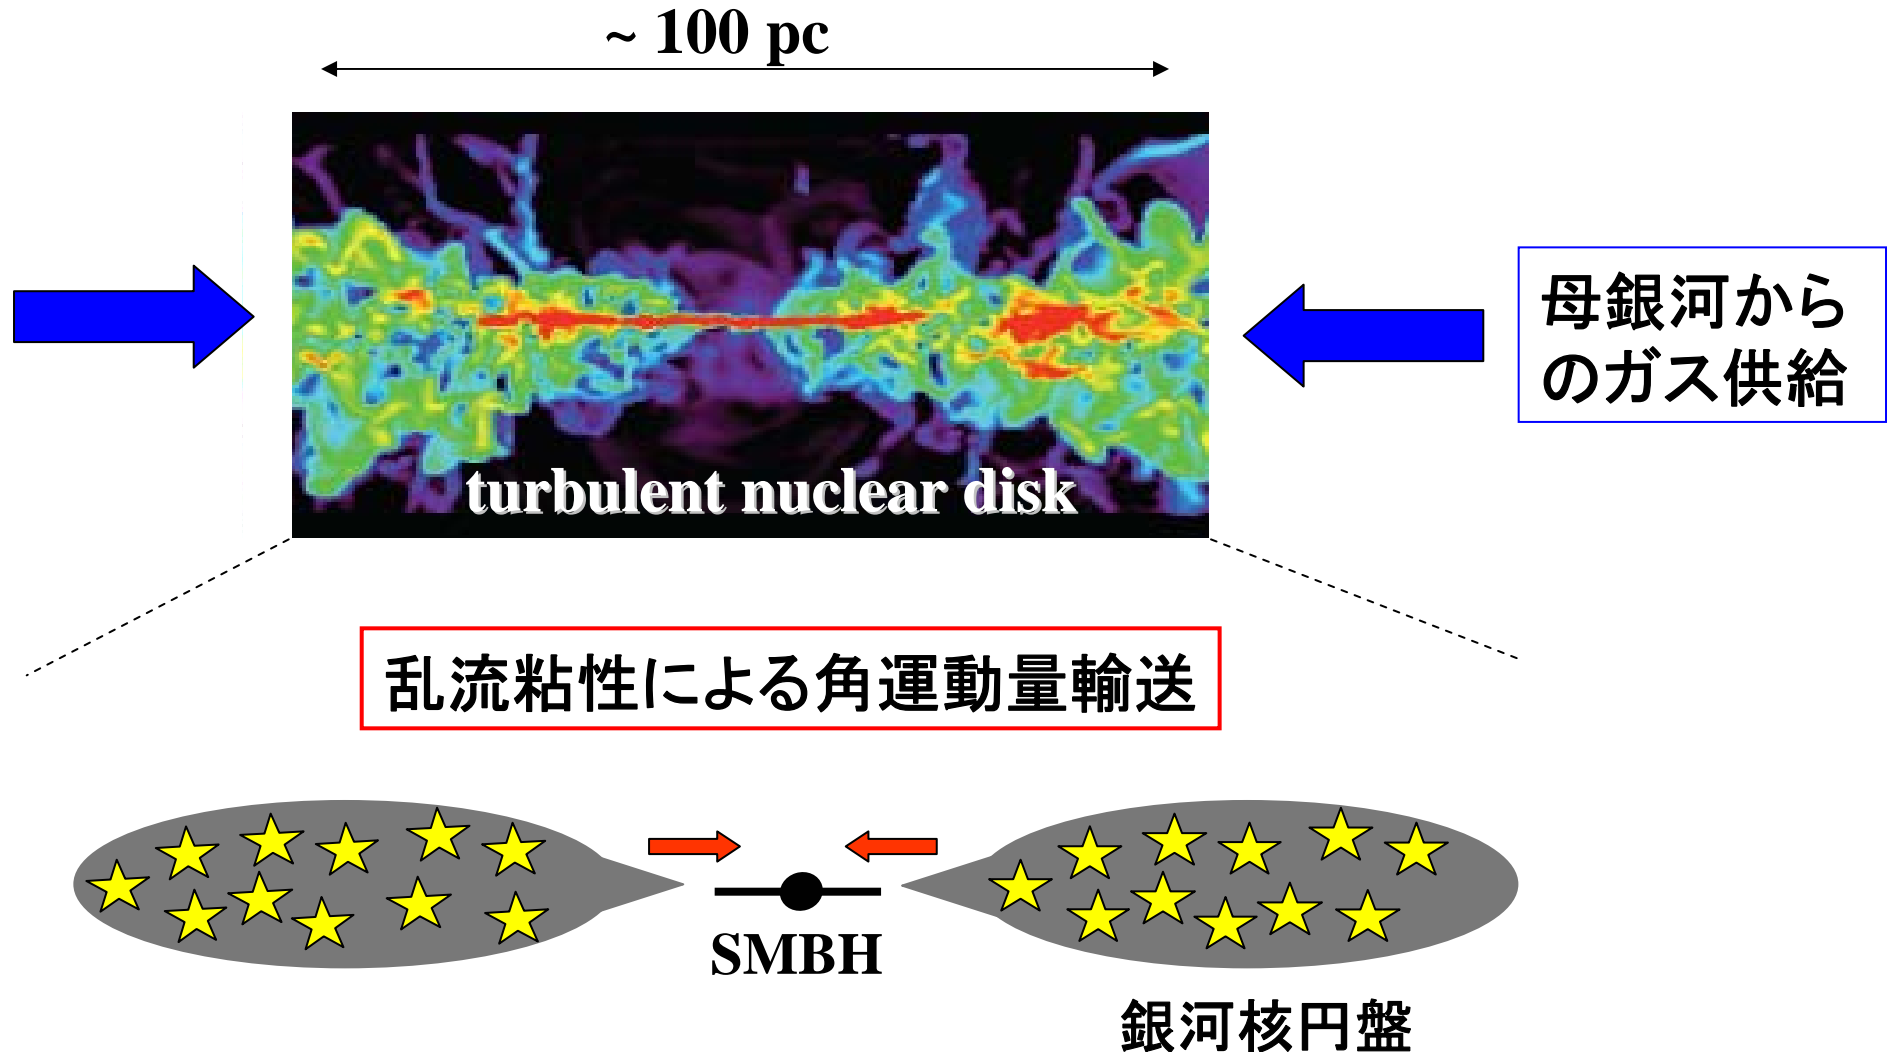 ~ 100 pc
母銀河から
のガス供給
turbulent nuclear disk
乱流粘性による角運動量輸送
SMBH
銀河核円盤